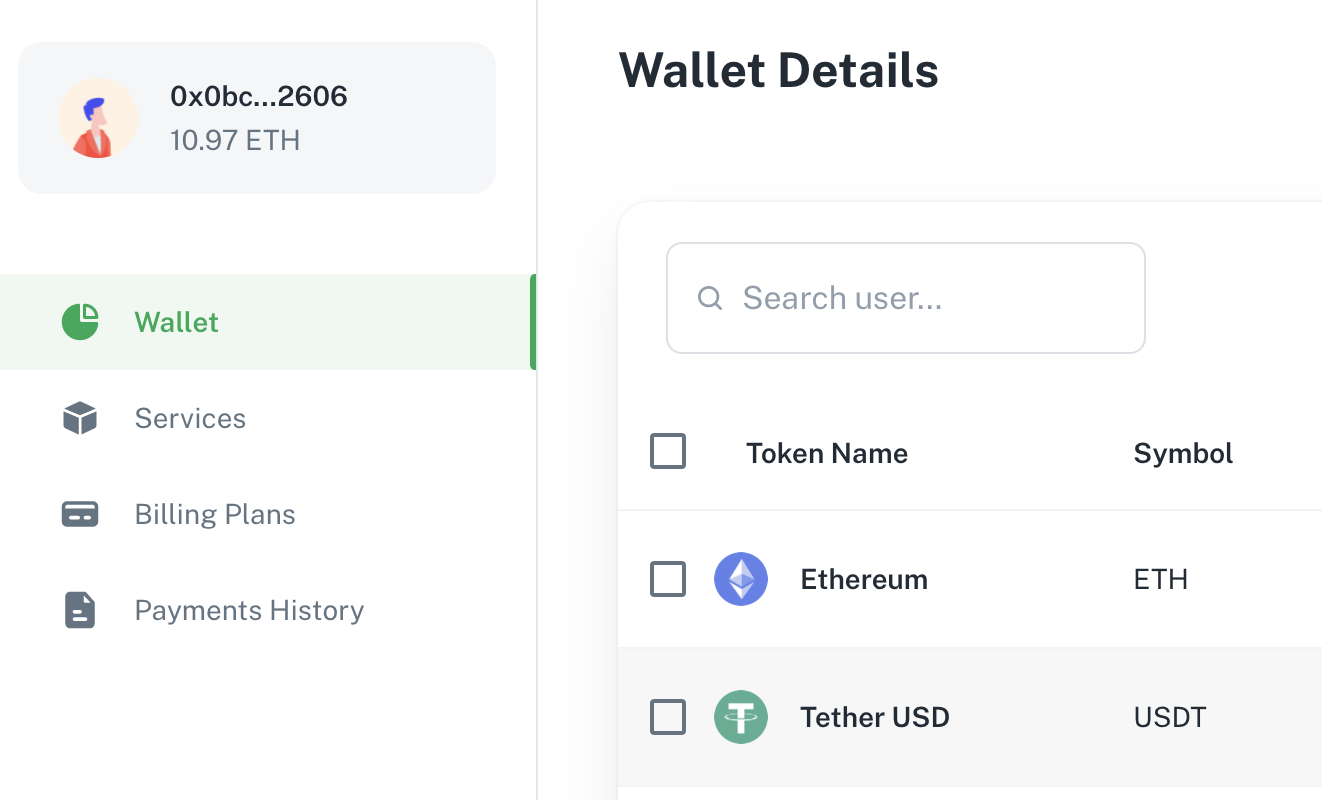 0x0bc...2606
10.97 ETH
Wallet
Services
Billing Plans
Payments History
Wallet Details
Search user...
Token Name Symbol
Ethereum ETH
Tether USD USDT